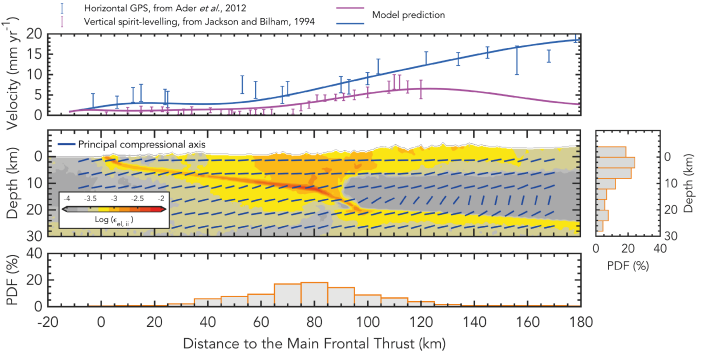 Horizontal GPS, from Ader et al., 2012
Vertical spirit-levelling, from Jackson and Bilham, 1994
Model prediction
Velocity (mm yr⁻¹)
20
15
10
5
0
Principal compressional axis
Depth (km)
0
10
20
30
-4 -3.5 -3 -2.5 -2
Log (ϵel, ii)
0
10
20
30
Depth (km)
0 20 40
PDF (%)
PDF (%)
40
20
0
-20 0 20 40 60 80 100 120 140 160 180
Distance to the Main Frontal Thrust (km)